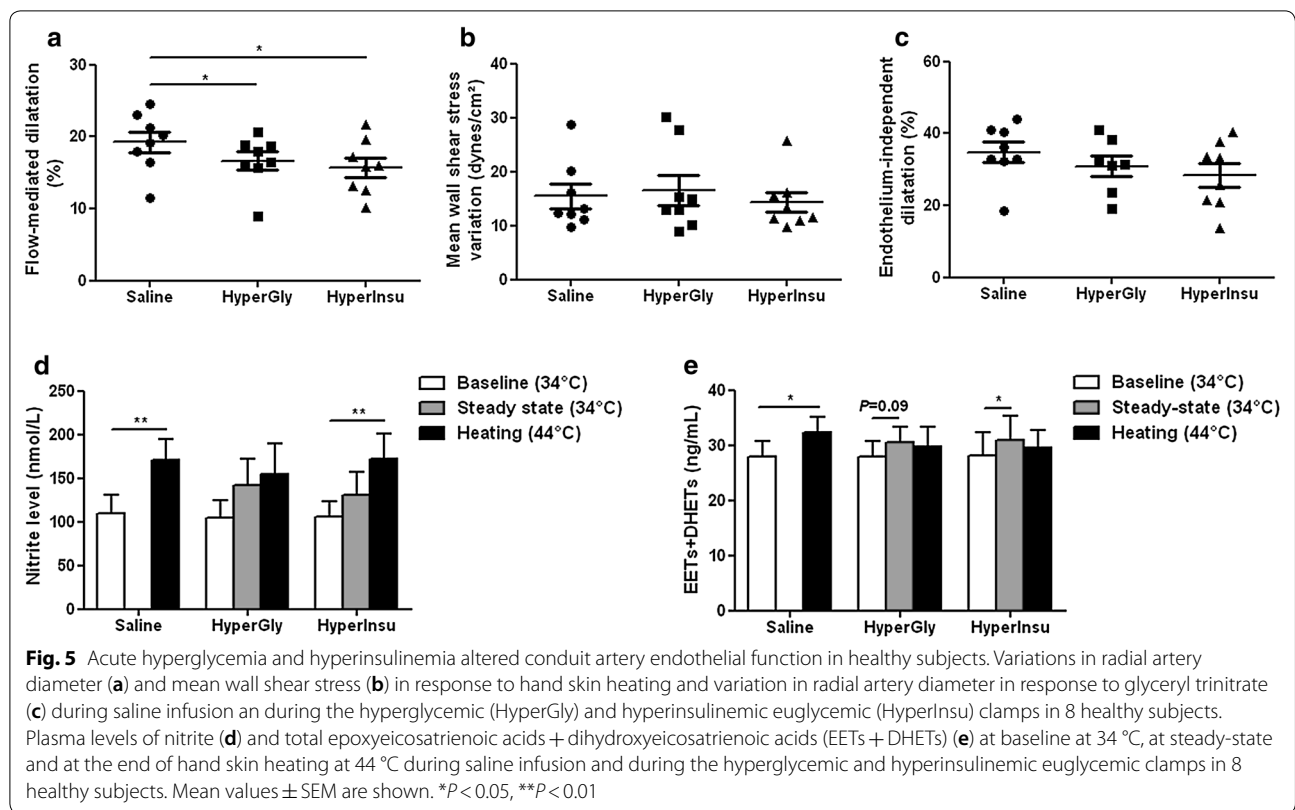 a
*
*
30
20
10
0
Flow-mediated dilatation
(%)
Saline HyperGly HyperInsu
b
40
30
20
10
0
Mean wall shear stress
variation (dynes/cm²)
Saline HyperGly HyperInsu
c
60
40
20
0
Endothelium-independent
dilatation (%)
Saline HyperGly HyperInsu
d
Baseline (34°C)
Steady state (34°C)
Heating (44°C)
250
200
150
100
50
0
Nitrite level (nmol/L)
**
**
Saline HyperGly HyperInsu
e
Baseline (34°C)
Steady-state (34°C)
Heating (44°C)
40
30
20
10
0
EETs+DHETs (ng/mL)
*
P=0.09
*
Saline HyperGly HyperInsu
Fig. 5 Acute hyperglycemia and hyperinsulinemia altered conduit artery endothelial function in healthy subjects. Variations in radial artery
diameter (a) and mean wall shear stress (b) in response to hand skin heating and variation in radial artery diameter in response to glyceryl trinitrate
(c) during saline infusion an during the hyperglycemic (HyperGly) and hyperinsulinemic euglycemic (HyperInsu) clamps in 8 healthy subjects.
Plasma levels of nitrite (d) and total epoxyeicosatrienoic acids + dihydroxyeicosatrienoic acids (EETs + DHETs) (e) at baseline at 34 °C, at steady-state
and at the end of hand skin heating at 44 °C during saline infusion and during the hyperglycemic and hyperinsulinemic euglycemic clamps in 8
healthy subjects. Mean values ± SEM are shown. *P < 0.05, **P < 0.01